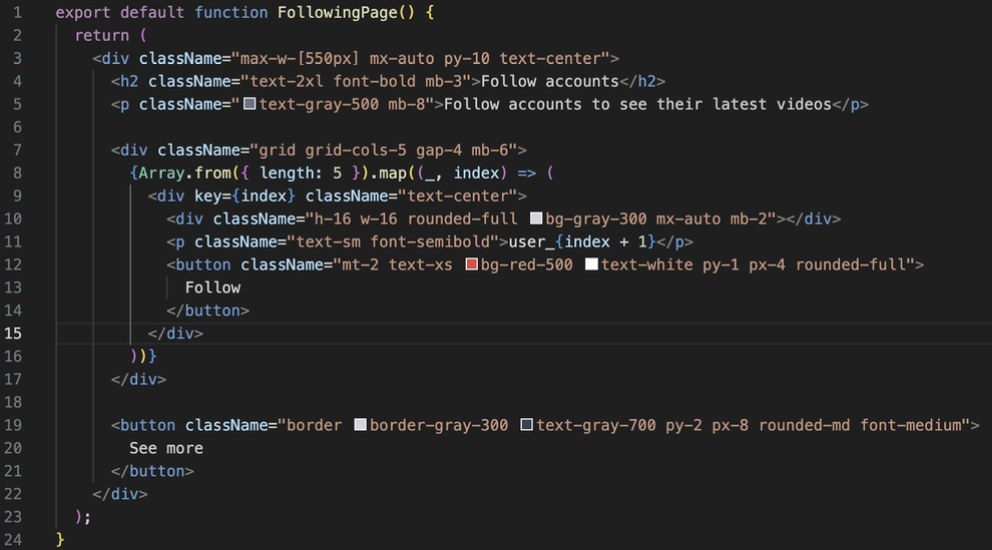 1 export default function FollowingPage() {
2 return (
3 <div className="max-w-[550px] mx-auto py-10 text-center">
4 <h2 className="text-2xl font-bold mb-3">Follow accounts</h2>
5 <p className="text-gray-500 mb-8">Follow accounts to see their latest videos</p>
6
7 <div className="grid grid-cols-5 gap-4 mb-6">
8 {Array.from({ length: 5 }).map((_, index) => (
9 <div key={index} className="text-center">
10 <div className="h-16 w-16 rounded-full bg-gray-300 mx-auto mb-2"></div>
11 <p className="text-sm font-semibold">user_{index + 1}</p>
12 <button className="mt-2 text-xs bg-red-500 text-white py-1 px-4 rounded-full">
13 Follow
14 </button>
15 </div>
16 ))}
17 </div>
18
19 <button className="border border-gray-300 text-gray-700 py-2 px-8 rounded-md font-medium">
20 See more
21 </button>
22 </div>
23 );
24 }